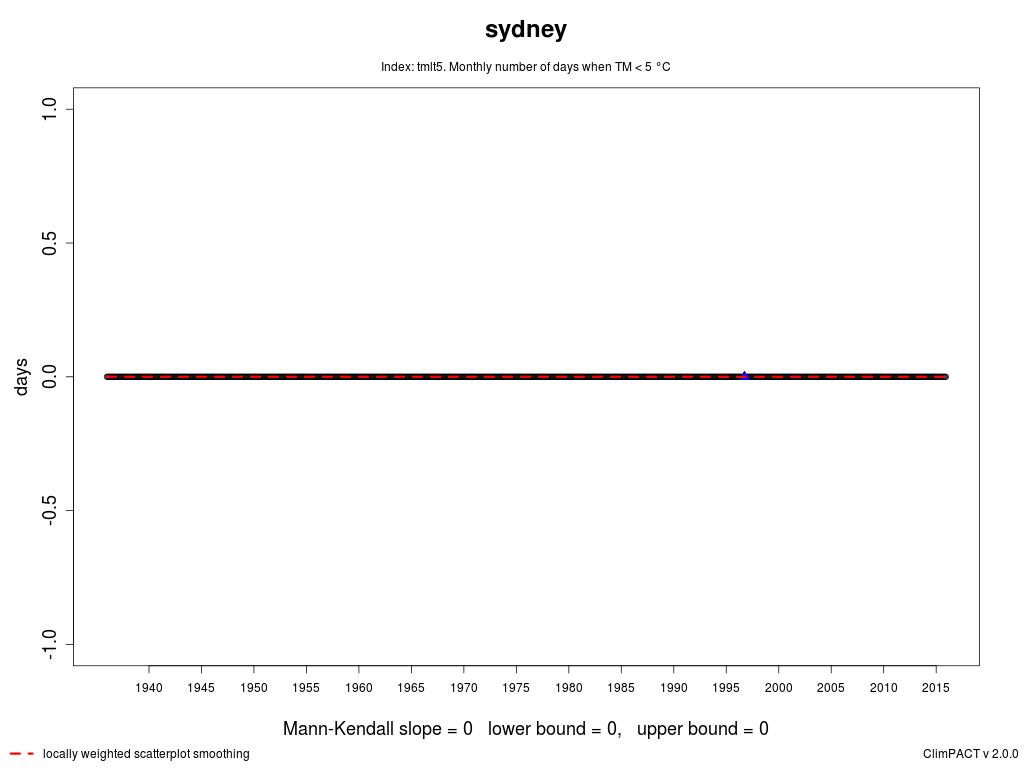 sydney
Index: tmlt5. Monthly number of days when TM < 5 °C
1.0
0.5
0.0
-0.5
-1.0
days
1940 1945 1950 1955 1960 1965 1970 1975 1980 1985 1990 1995 2000 2005 2010 2015
Mann-Kendall slope = 0 lower bound = 0, upper bound = 0
locally weighted scatterplot smoothing
ClimPACT v 2.0.0